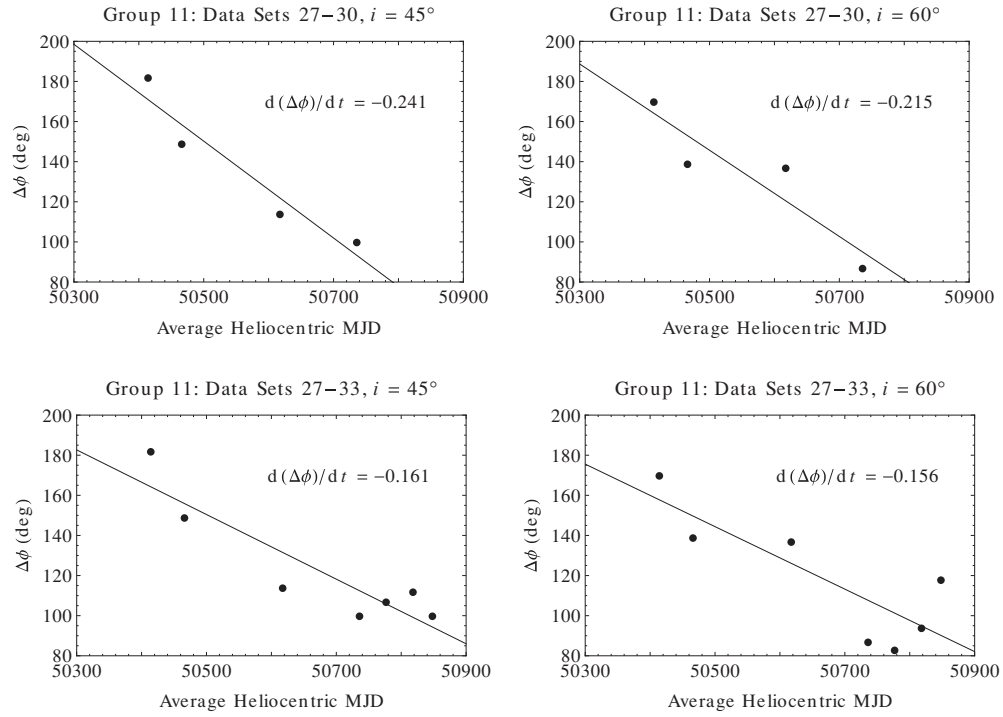 Group 11: Data Sets 27−30, i = 45°
200
180
160
140
120
100
80
Δϕ (deg)
d(Δϕ)/dt = −0.241
50300 50500 50700 50900
Average Heliocentric MJD
Group 11: Data Sets 27−30, i = 60°
200
180
160
140
120
100
80
Δϕ (deg)
d(Δϕ)/dt = −0.215
50300 50500 50700 50900
Average Heliocentric MJD
Group 11: Data Sets 27−33, i = 45°
200
180
160
140
120
100
80
Δϕ (deg)
d(Δϕ)/dt = −0.161
50300 50500 50700 50900
Average Heliocentric MJD
Group 11: Data Sets 27−33, i = 60°
200
180
160
140
120
100
80
Δϕ (deg)
d(Δϕ)/dt = −0.156
50300 50500 50700 50900
Average Heliocentric MJD